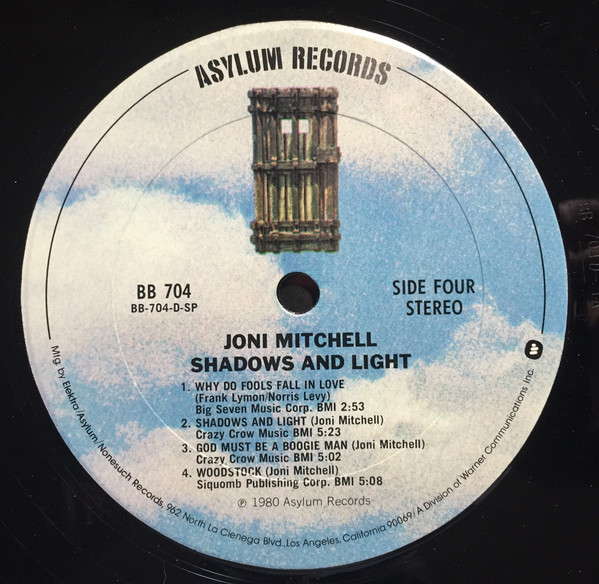 ASYLUM RECORDS
BB 704
BB-704-D-SP
SIDE FOUR
STEREO
JONI MITCHELL
SHADOWS AND LIGHT
1. WHY DO FOOLS FALL IN LOVE
(Frank Lymon/Norris Levy)
Big Seven Music Corp. BMI 2:53
2. SHADOWS AND LIGHT (Joni Mitchell)
Crazy Crow Music BMI 5:23
3. GOD MUST BE A BOOGIE MAN (Joni Mitchell)
Crazy Crow Music BMI 5:02
4. WOODSTOCK (Joni Mitchell)
Siquomb Publishing Corp. BMI 5:08
℗ 1980 Asylum Records
Mfg. by Elektra/Asylum/Nonesuch Records, 962 North La Cienega Blvd., Los Angeles, California 90069/A Division of Warner Communications Inc.